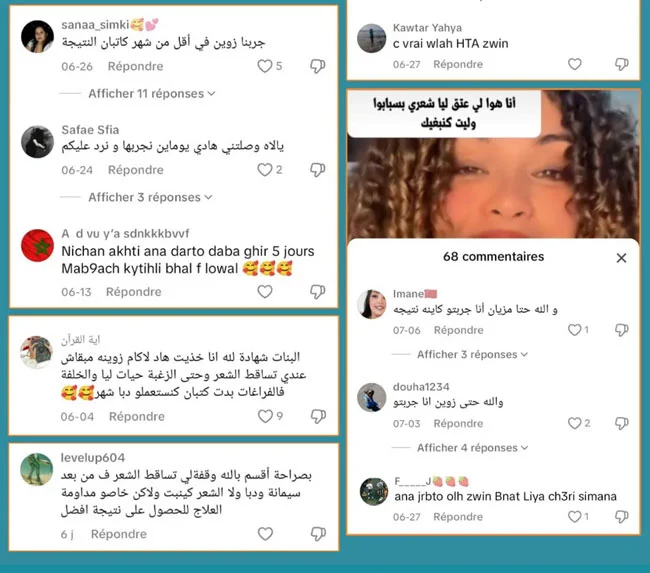 sanaa_simki🥰💕
جربنا زوين في أقل من شهر كاتبان النتيجة
06-26 Répondre 5
Afficher 11 réponses
Safae Sfia
يالاه وصلتني هادي يوماين نجربها و نرد عليكم
06-24 Répondre 2
Afficher 3 réponses
A d vu y’a sdnkkkbvvf
Nichan akhti ana darto daba ghir 5 jours
Mab9ach kytihli bhal f lowal 🥰🥰🥰
06-13 Répondre
اية القرآن
البنات شهادة لله انا خذيت هاد لاكام زوينه مبقاش
عندي تساقط الشعر وحتى الزغبة حيات ليا والخلفة
فالفراغات بدت كتبان كنستعملو دبا شهر🥰🥰
06-04 Répondre 9
levelup604
بصراحة أقسم بالله وقفةلي تساقط الشعر ف من بعد
سيمانة ودبا ولا الشعر كينبت ولاكن خاصو مداومة
العلاج للحصول على نتيجة افضل
6 j Répondre
Kawtar Yahya
c vrai wlah HTA zwin
06-27 Répondre
أنا هوا لي عتق ليا شعري بسبابوا
وليت كنبغيك
68 commentaires
Imane🇲🇦
و الله حتا مزيان أنا جربتو كاينه نتيجه
07-06 Répondre 1
Afficher 3 réponses
douha1234
والله حتى زوين انا جربتو
07-03 Répondre 2
Afficher 4 réponses
F_____J🍓🍓🍓
ana jrbto olh zwin Bnat Liya ch3ri simana
06-27 Répondre 1